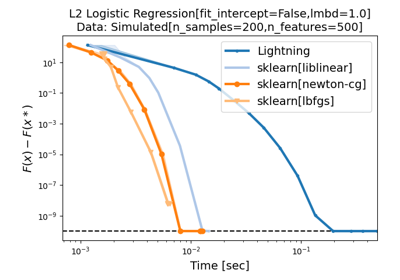 L2 Logistic Regression[fit_intercept=False,lmbd=1.0]
Data: Simulated[n_samples=200,n_features=500]
Lightning
sklearn[liblinear]
sklearn[newton-cg]
sklearn[lbfgs]
F(x) − F(x*)
10¹
10⁻¹
10⁻³
10⁻⁵
10⁻⁷
10⁻⁹
10⁻³
10⁻²
10⁻¹
Time [sec]